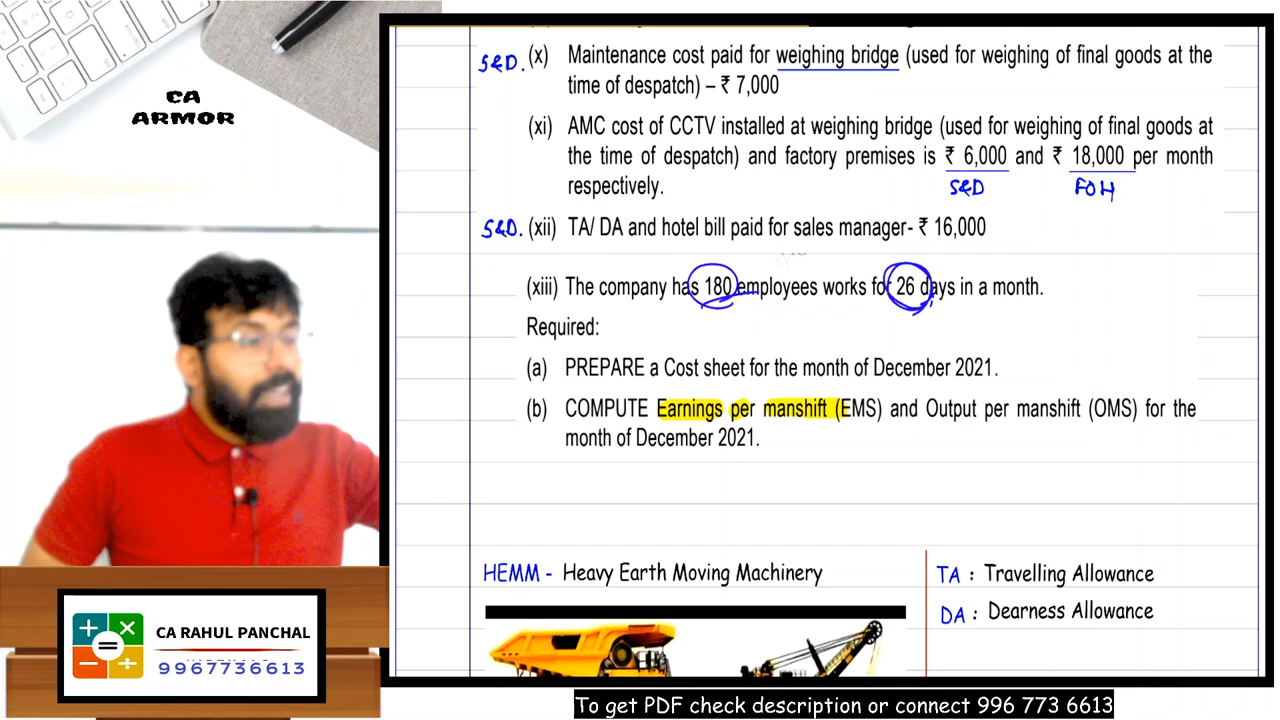 CA
ARMOR
S&D. (x) Maintenance cost paid for weighing bridge (used for weighing of final goods at the
time of despatch) – ₹ 7,000
(xi) AMC cost of CCTV installed at weighing bridge (used for weighing of final goods at
the time of despatch) and factory premises is ₹ 6,000 and ₹ 18,000 per month
respectively.
S&D FOH
S&D. (xii) TA/ DA and hotel bill paid for sales manager- ₹ 16,000
(xiii) The company has 180 employees works for 26 days in a month.
Required:
(a) PREPARE a Cost sheet for the month of December 2021.
(b) COMPUTE Earnings per manshift (EMS) and Output per manshift (OMS) for the
month of December 2021.
HEMM - Heavy Earth Moving Machinery
TA : Travelling Allowance
DA : Dearness Allowance
CA RAHUL PANCHAL
9967736613
To get PDF check description or connect 996 773 6613